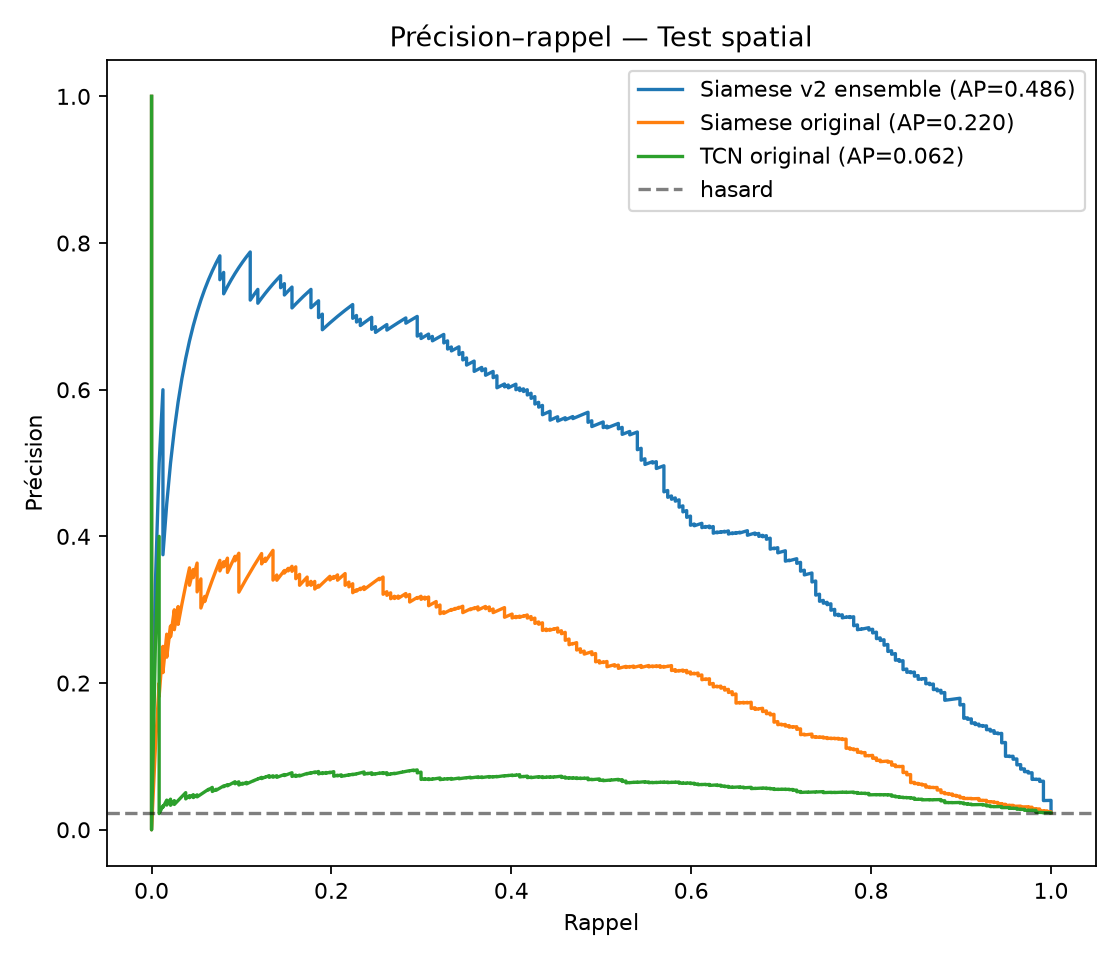 Précision–rappel — Test spatial
Siamese v2 ensemble (AP=0.486)
Siamese original (AP=0.220)
TCN original (AP=0.062)
hasard
Précision
1.0
0.8
0.6
0.4
0.2
0.0
0.0 0.2 0.4 0.6 0.8 1.0
Rappel